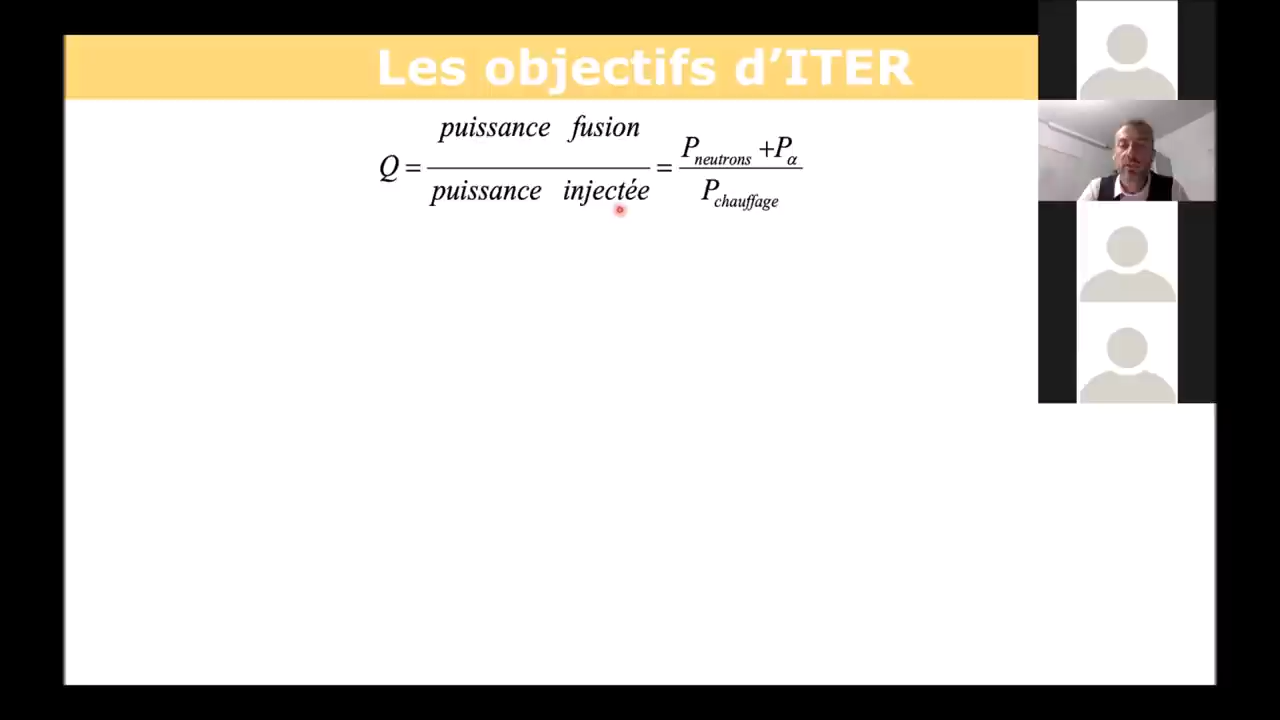 Les objectifs d’ITER
Q = puissance fusion / puissance injectée = P_neutrons + P_α / P_chauffage